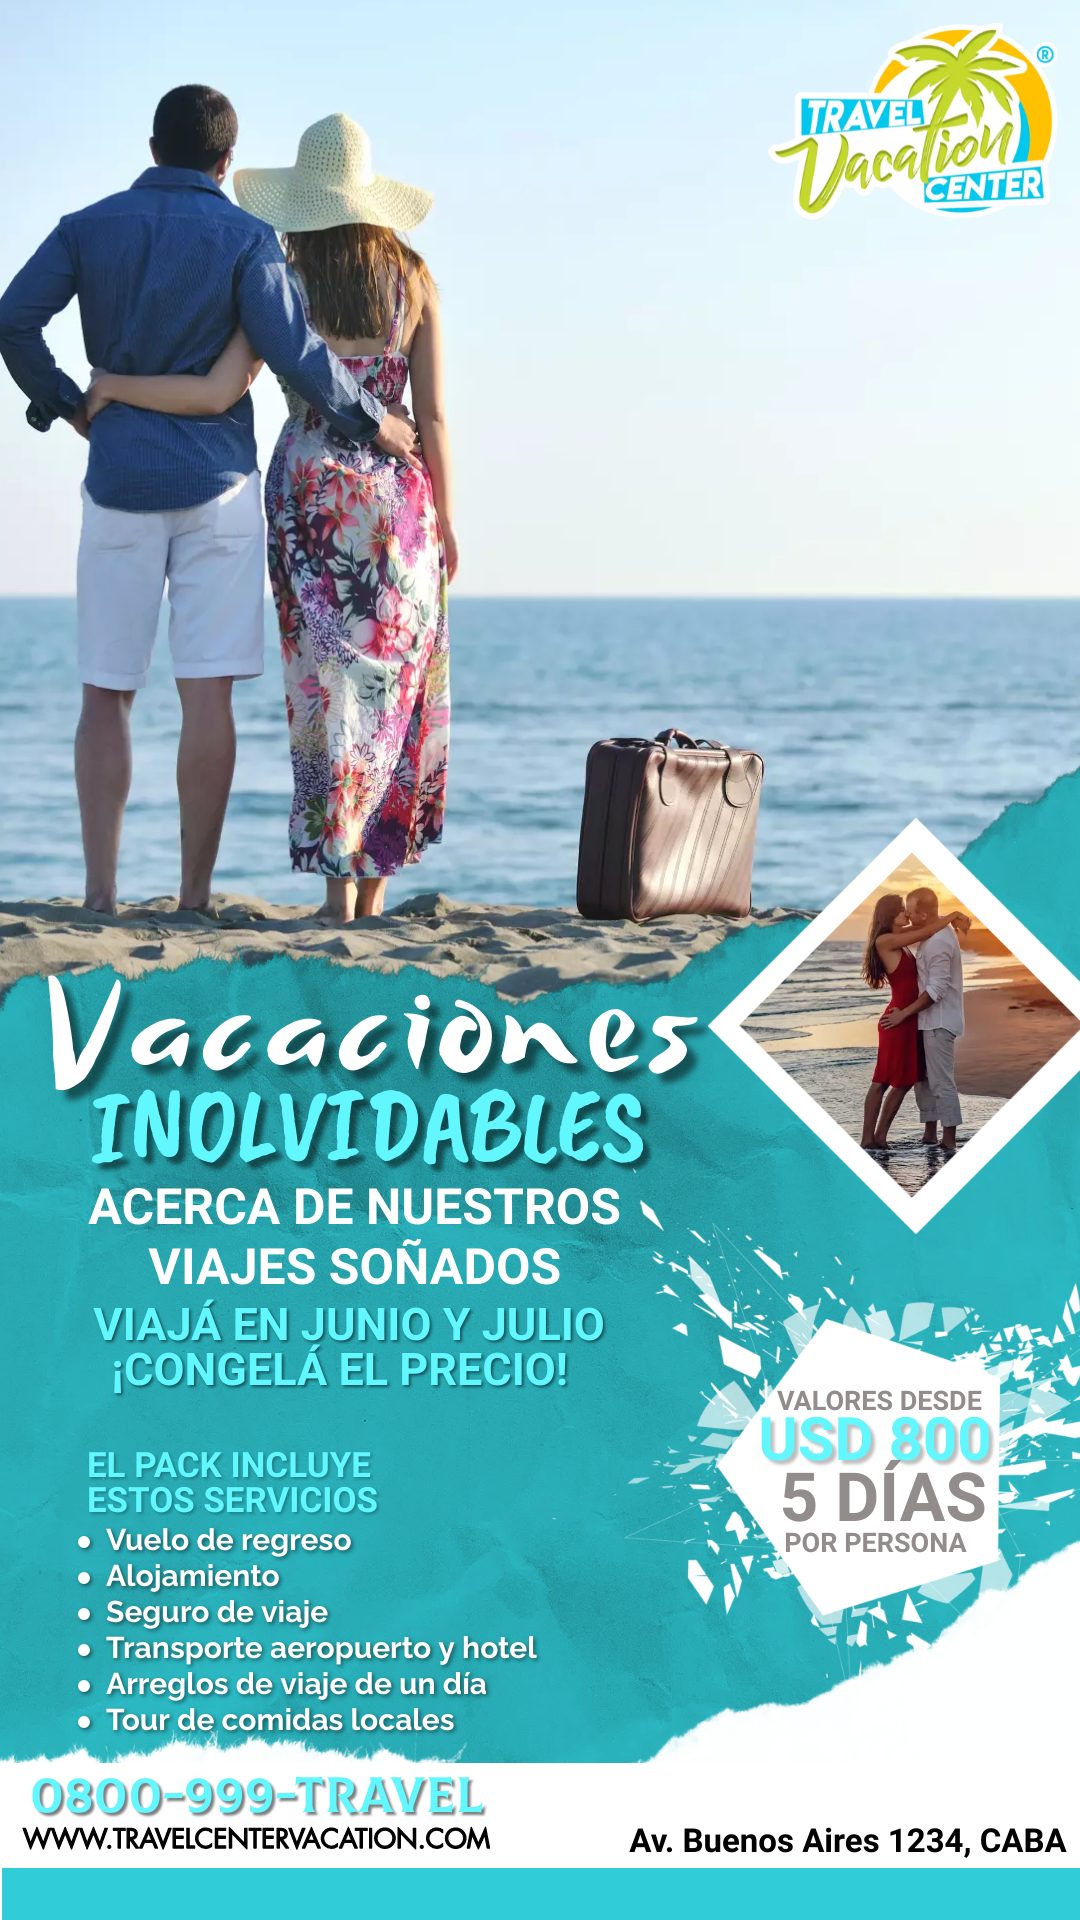 TRAVEL
Vacation
CENTER
®
Vacaciones
INOLVIDABLES
ACERCA DE NUESTROS
VIAJES SOÑADOS
VIAJÁ EN JUNIO Y JULIO
¡CONGELÁ EL PRECIO!
VALORES DESDE
USD 800
5 DÍAS
POR PERSONA
EL PACK INCLUYE
ESTOS SERVICIOS
• Vuelo de regreso
• Alojamiento
• Seguro de viaje
• Transporte aeropuerto y hotel
• Arreglos de viaje de un día
• Tour de comidas locales
0800-999-TRAVEL
WWW.TRAVELCENTERVACATION.COM
Av. Buenos Aires 1234, CABA